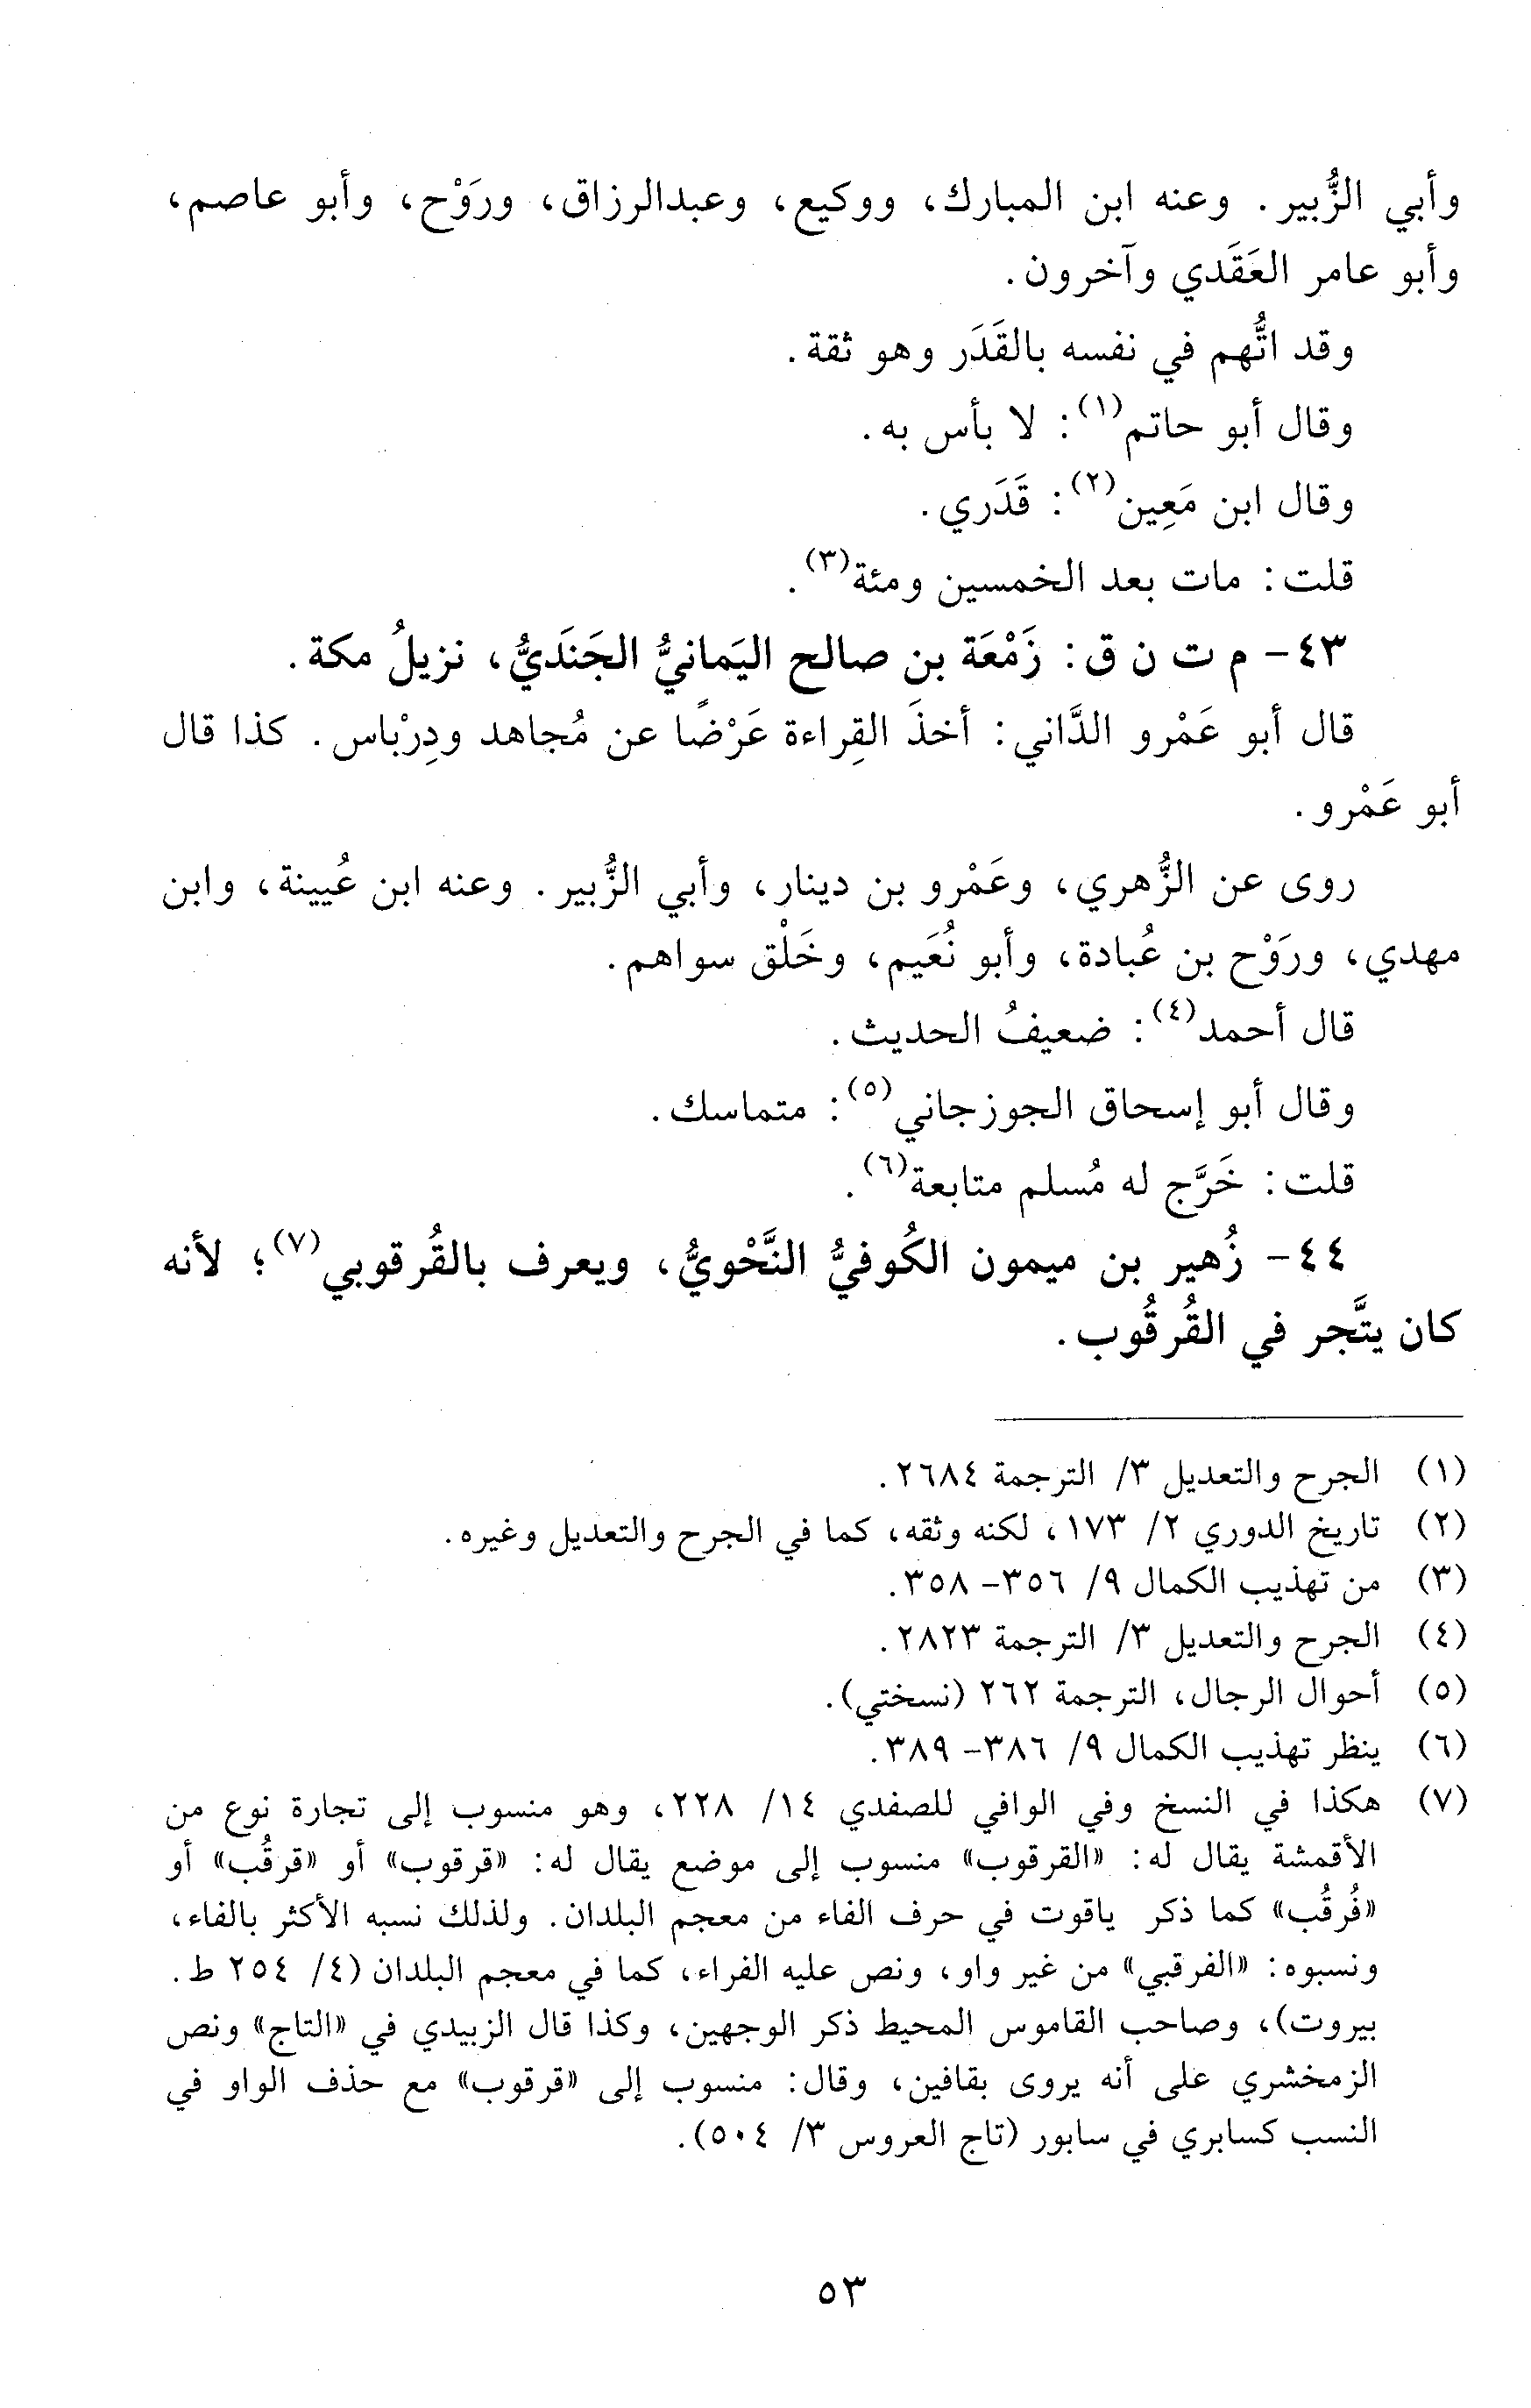 وأبي الزُّبير. وعنه ابن المبارك، ووكيع، وعبدالرزاق، ورَوْح، وأبو عاصم،
وأبو عامر العَقَدي وآخرون.
وقد اتُّهم في نفسه بالقَدَر وهو ثقة.
وقال أبو حاتم(١): لا بأس به.
وقال ابن مَعِين(٢): قَدَري.
قلت: مات بعد الخمسين ومئة(٣).
٤٣- م ت ن ق: زَمْعَة بن صالح اليَمانيُّ الجَنَديُّ، نزيلُ مكة.
قال أبو عَمْرو الدَّاني: أخذَ القِراءة عَرْضًا عن مُجاهد ودِرْباس. كذا قال
أبو عَمْرو.
روى عن الزُّهري، وعَمْرو بن دينار، وأبي الزُّبير. وعنه ابن عُيينة، وابن
مهدي، ورَوْح بن عُبادة، وأبو نُعَيم، وخَلْق سواهم.
قال أحمد(٤): ضعيفُ الحديث.
وقال أبو إسحاق الجوزجاني(٥): متماسك.
قلت: خَرَّج له مُسلم متابعة(٦).
٤٤- زُهير بن ميمون الكُوفيُّ النَّحْويُّ، ويعرف بالقُرقوبي(٧)؛ لأنه
كان يتَّجر في القُرقُوب.
(١) الجرح والتعديل ٣/ الترجمة ٢٦٨٤.
(٢) تاريخ الدوري ٢/ ١٧٣، لكنه وثقه، كما في الجرح والتعديل وغيره.
(٣) من تهذيب الكمال ٩/ ٣٥٦- ٣٥٨.
(٤) الجرح والتعديل ٣/ الترجمة ٢٨٢٣.
(٥) أحوال الرجال، الترجمة ٢٦٢ (نسختي).
(٦) ينظر تهذيب الكمال ٩/ ٣٨٦- ٣٨٩.
(٧) هكذا في النسخ وفي الوافي للصفدي ١٤/ ٢٢٨، وهو منسوب إلى تجارة نوع من
الأقمشة يقال له: «القرقوب» منسوب إلى موضع يقال له: «قرقوب» أو «قرقُب» أو
«فُرقُب» كما ذكر ياقوت في حرف الفاء من معجم البلدان. ولذلك نسبه الأكثر بالفاء،
ونسبوه: «الفرقبي» من غير واو، ونص عليه الفراء، كما في معجم البلدان (٤/ ٢٥٤ ط.
بيروت)، وصاحب القاموس المحيط ذكر الوجهين، وكذا قال الزبيدي في «التاج» ونص
الزمخشري على أنه يروى بقافين، وقال: منسوب إلى «قرقوب» مع حذف الواو في
النسب كسابري في سابور (تاج العروس ٣/ ٥٠٤).
٥٣